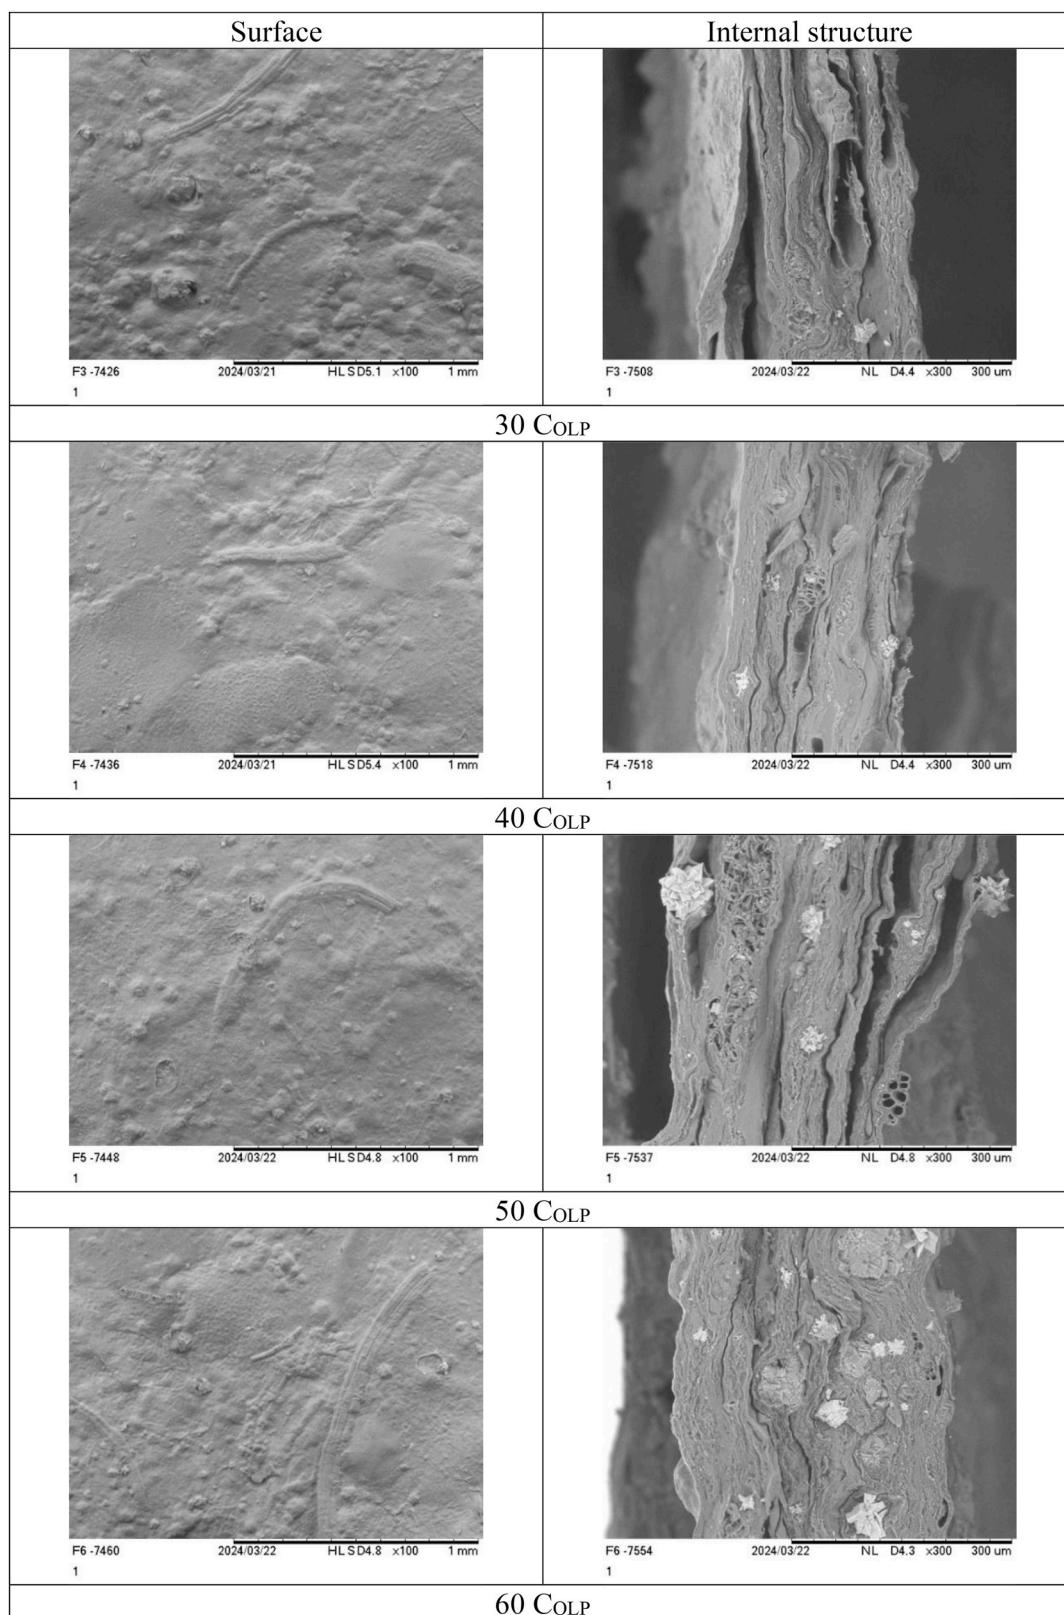 Surface Internal structure
F3 -7426 2024/03/21 HL SD5.1 x100 1 mm
1
F3 -7508 2024/03/22 NL D4.4 x300 300 um
1
30 COLP
F4 -7436 2024/03/21 HL SD5.4 x100 1 mm
1
F4 -7518 2024/03/22 NL D4.4 x300 300 um
1
40 COLP
F5 -7448 2024/03/22 HL SD4.8 x100 1 mm
1
F5 -7537 2024/03/22 NL D4.8 x300 300 um
1
50 COLP
F6 -7460 2024/03/22 HL SD4.8 x100 1 mm
1
F6 -7554 2024/03/22 NL D4.3 x300 300 um
1
60 COLP